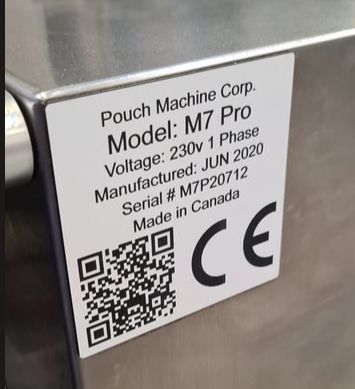 Pouch Machine Corp.
Model: M7 Pro
Voltage: 230v 1 Phase
Manufactured: JUN 2020
Serial # M7P20712
Made in Canada
CE